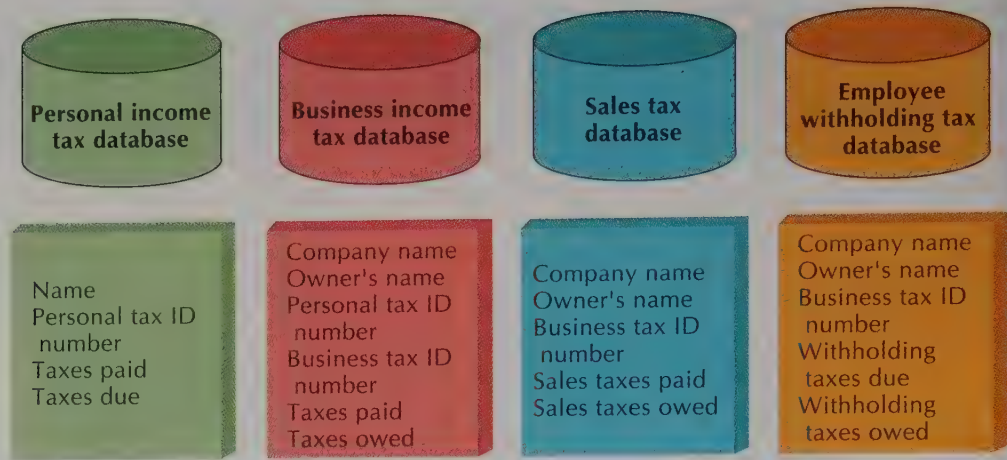 Personal income
tax database
Business income
tax database
Sales tax
database
Employee
withholding tax
database
Name
Personal tax ID
number
Taxes paid
Taxes due
Company name
Owner's name
Personal tax ID
number
Business tax ID
number
Taxes paid
Taxes owed
Company name
Owner's name
Business tax ID
number
Sales taxes paid
Sales taxes owed
Company name
Owner's name
Business tax ID
number
Withholding
taxes due
Withholding
taxes owed